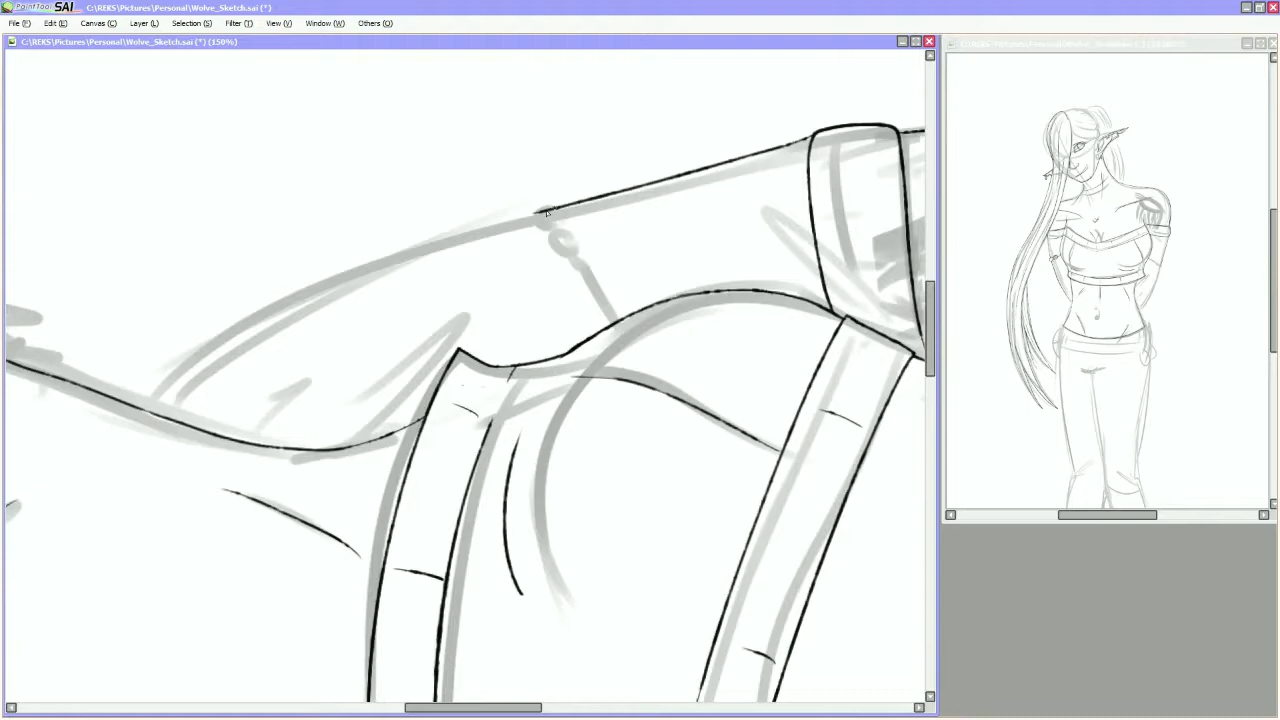 PaintTool SAI C:\REKS\Pictures\Personal\Wolve_Sketch.sai (*)
File (F) Edit (E) Canvas (C) Layer (L) Selection (S) Filter (T) View (V) Window (W) Others (O)
C:\REKS\Pictures\Personal\Wolve_Sketch.sai (*) (150%)